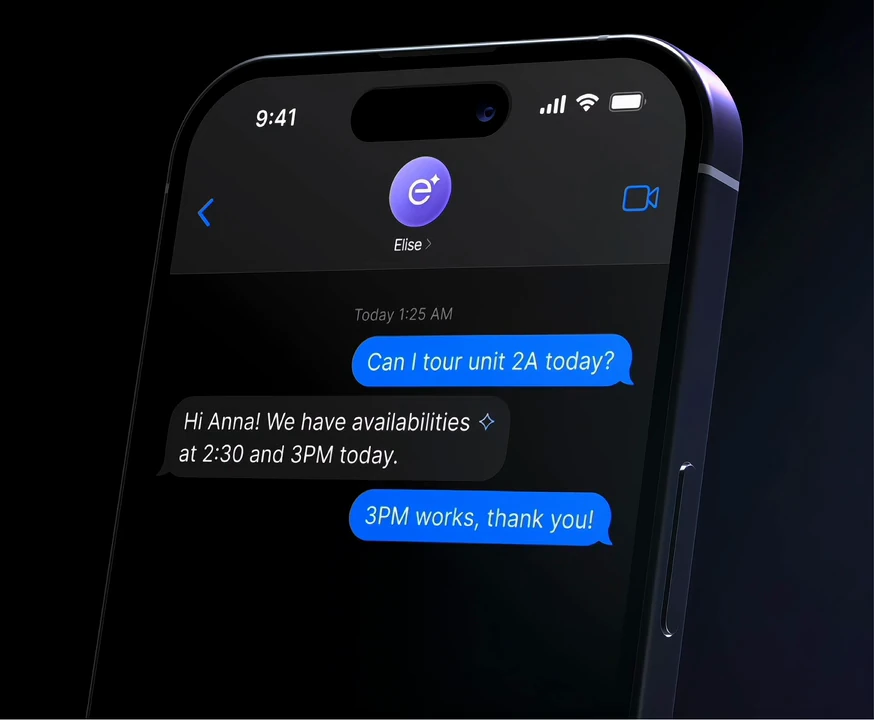 9:41
e
Elise
Today 1:25 AM
Can I tour unit 2A today?
Hi Anna! We have availabilities
at 2:30 and 3PM today.
3PM works, thank you!